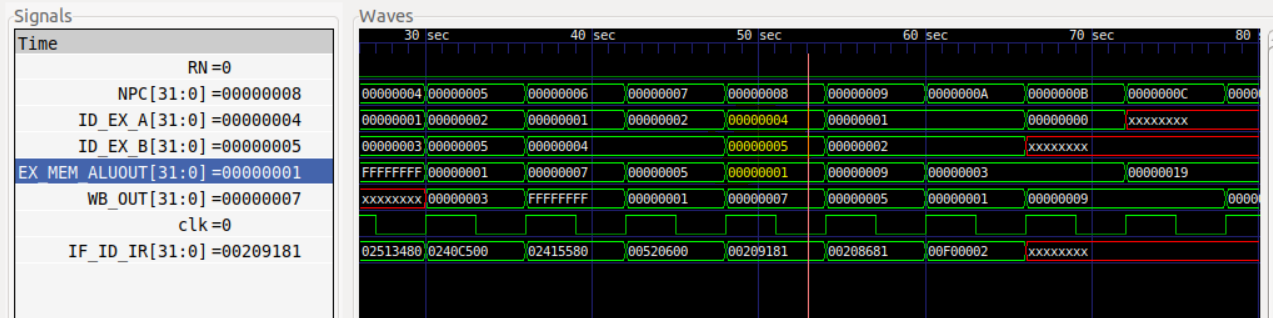 Signals Waves
Time 30 sec 40 sec 50 sec 60 sec 70 sec 80 s
RN =0
NPC[31:0] =00000008 00000004 00000005 00000006 00000007 00000008 00000009 0000000A 0000000B 0000000C 0000
ID_EX_A[31:0] =00000004 00000001 00000002 00000001 00000002 00000004 00000001 00000000 xxxxxxxx
ID_EX_B[31:0] =00000005 00000003 00000005 00000004 00000005 00000002 xxxxxxxx
EX_MEM_ALUOUT[31:0] =00000001 FFFFFFFF 00000001 00000007 00000005 00000001 00000009 00000003 00000019
WB_OUT[31:0] =00000007 xxxxxxxx 00000003 FFFFFFFF 00000001 00000007 00000005 00000001 00000009 0000
clk =0
IF_ID_IR[31:0] =00209181 02513480 0240C500 02415580 00520600 00209181 00208681 00F00002 xxxxxxxx